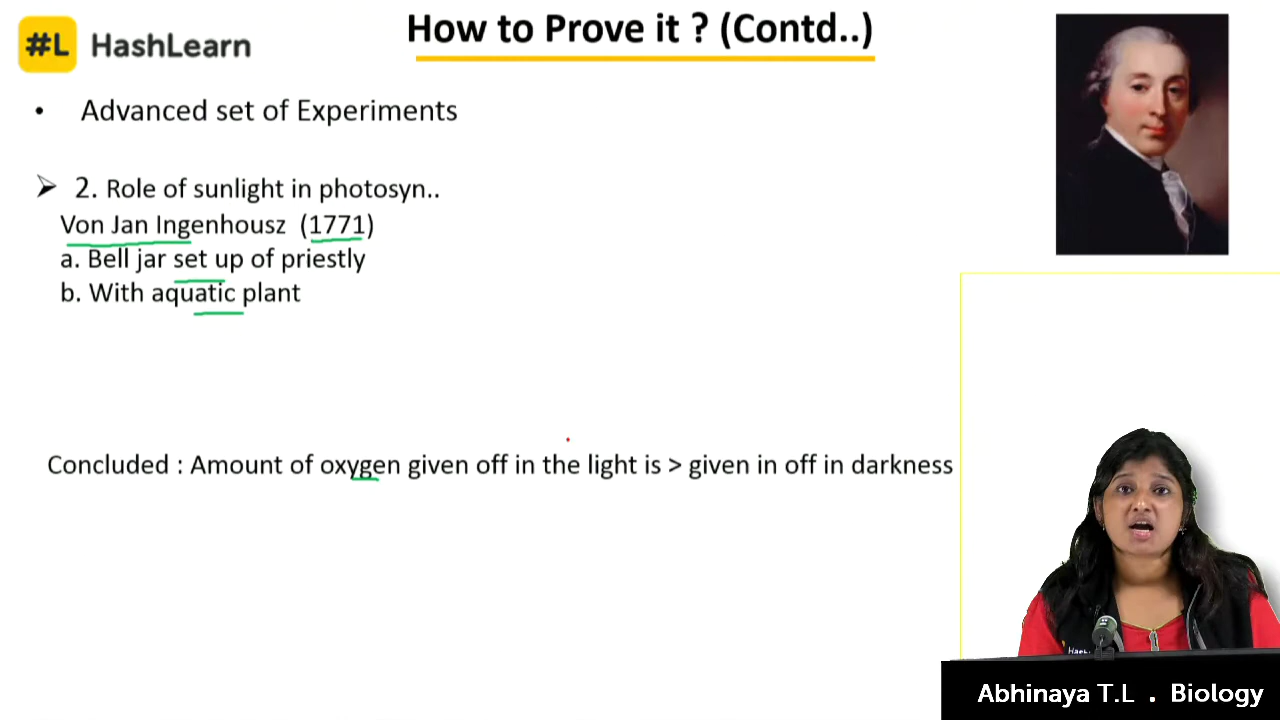 #L HashLearn
How to Prove it ? (Contd..)
• Advanced set of Experiments
➢ 2. Role of sunlight in photosyn..
Von Jan Ingenhousz (1771)
a. Bell jar set up of priestly
b. With aquatic plant
Concluded : Amount of oxygen given off in the light is > given in off in darkness
Abhinaya T.L . Biology